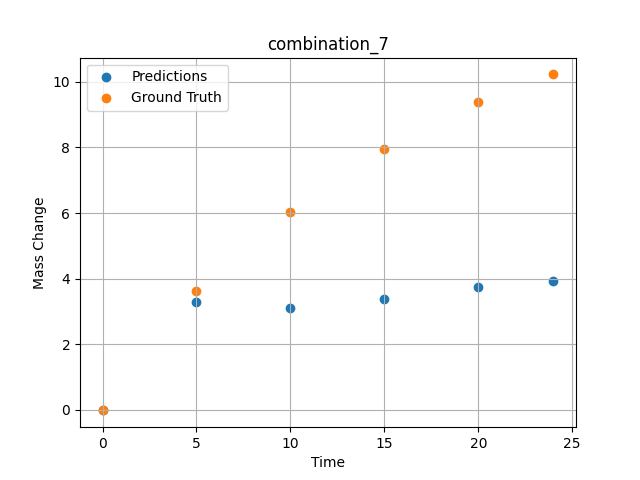 combination_7
Predictions
Ground Truth
Mass Change
10
8
6
4
2
0
0 5 10 15 20 25
Time